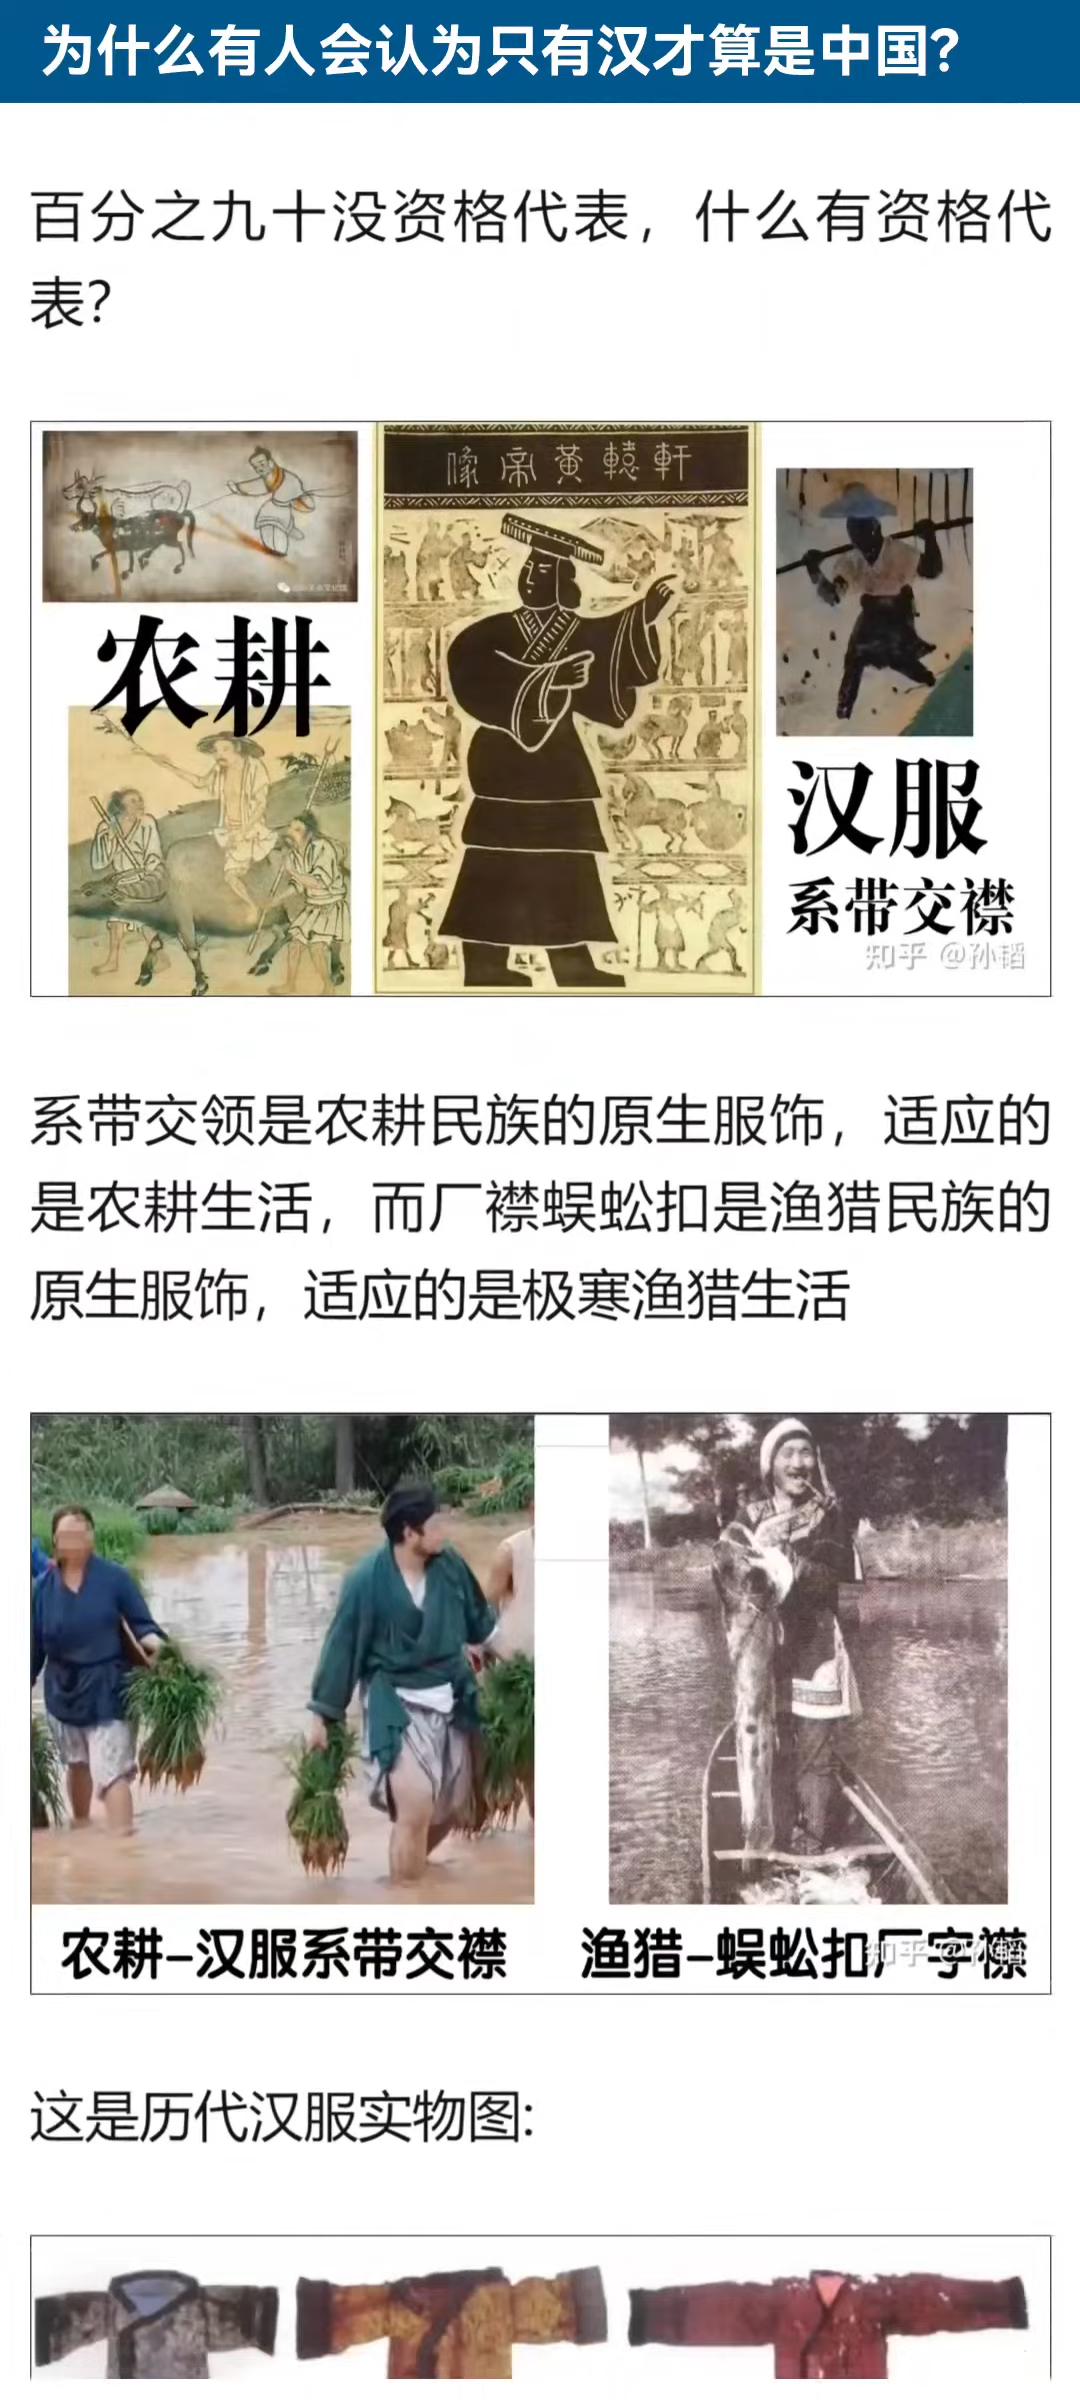 为什么有人会认为只有汉才算是中国?
百分之九十没资格代表，什么有资格代
表?
像帝黄轅軒
农耕
汉服
系带交襟
知乎 @孙韬
系带交领是农耕民族的原生服饰，适应的
是农耕生活，而厂襟蜈蚣扣是渔猎民族的
原生服饰，适应的是极寒渔猎生活
农耕-汉服系带交襟
渔猎-蜈蚣扣厂字襟
知乎 @孙韬
这是历代汉服实物图: